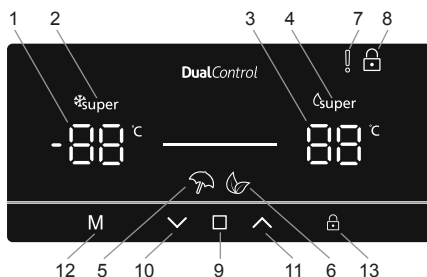 1 2 3 4 7 8
DualControl
super super
-88 °C 88 °C
M
12 5 10 9 11 6 13